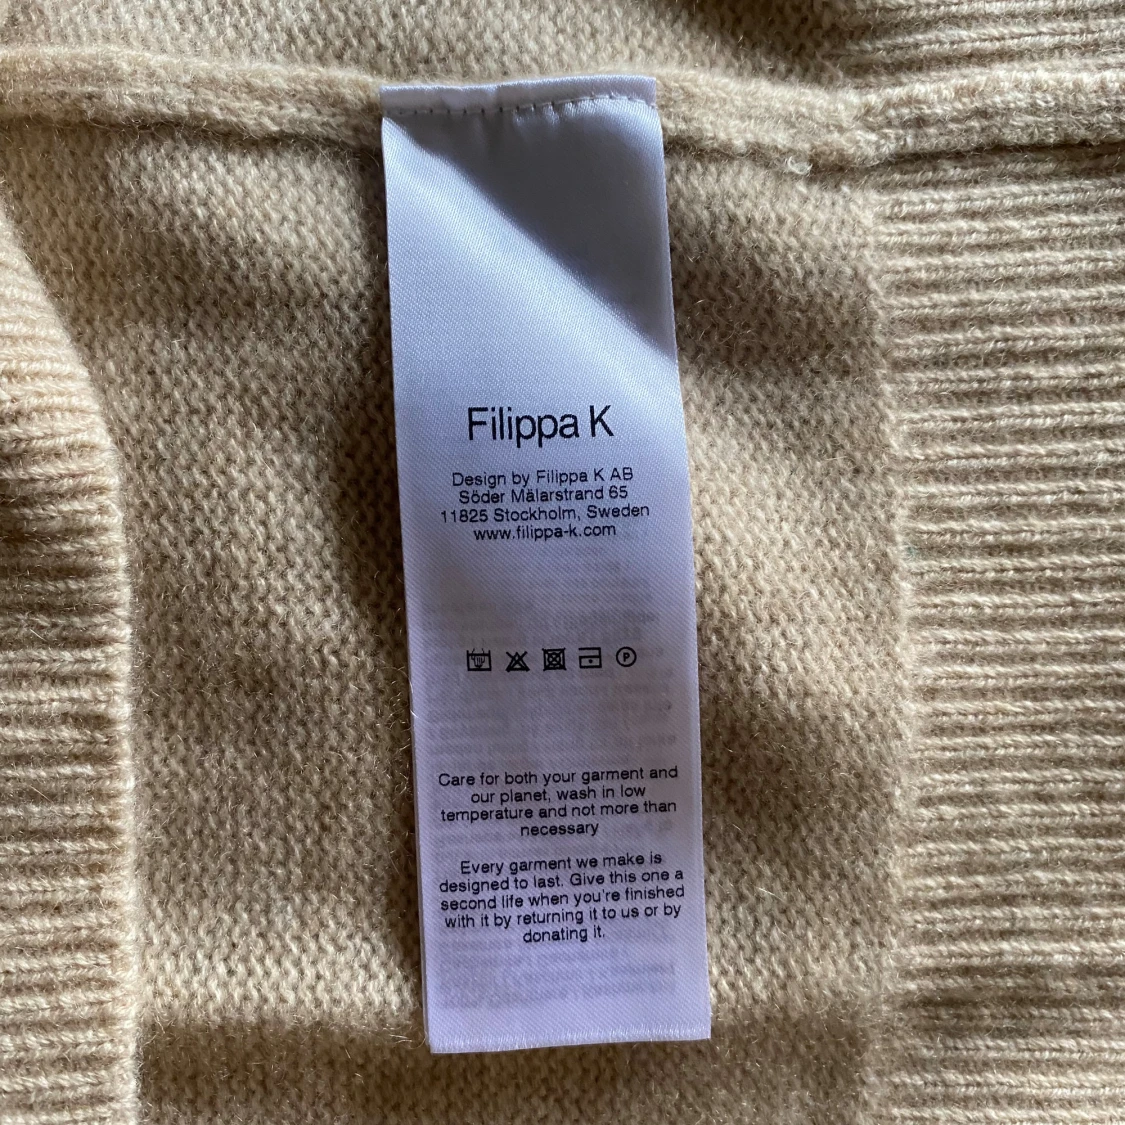 Filippa K
Design by Filippa K AB
Söder Mälarstrand 65
11825 Stockholm, Sweden
www.filippa-k.com
P
Care for both your garment and
our planet, wash in low
temperature and not more than
necessary
Every garment we make is
designed to last. Give this one a
second life when you're finished
with it by returning it to us or by
donating it.